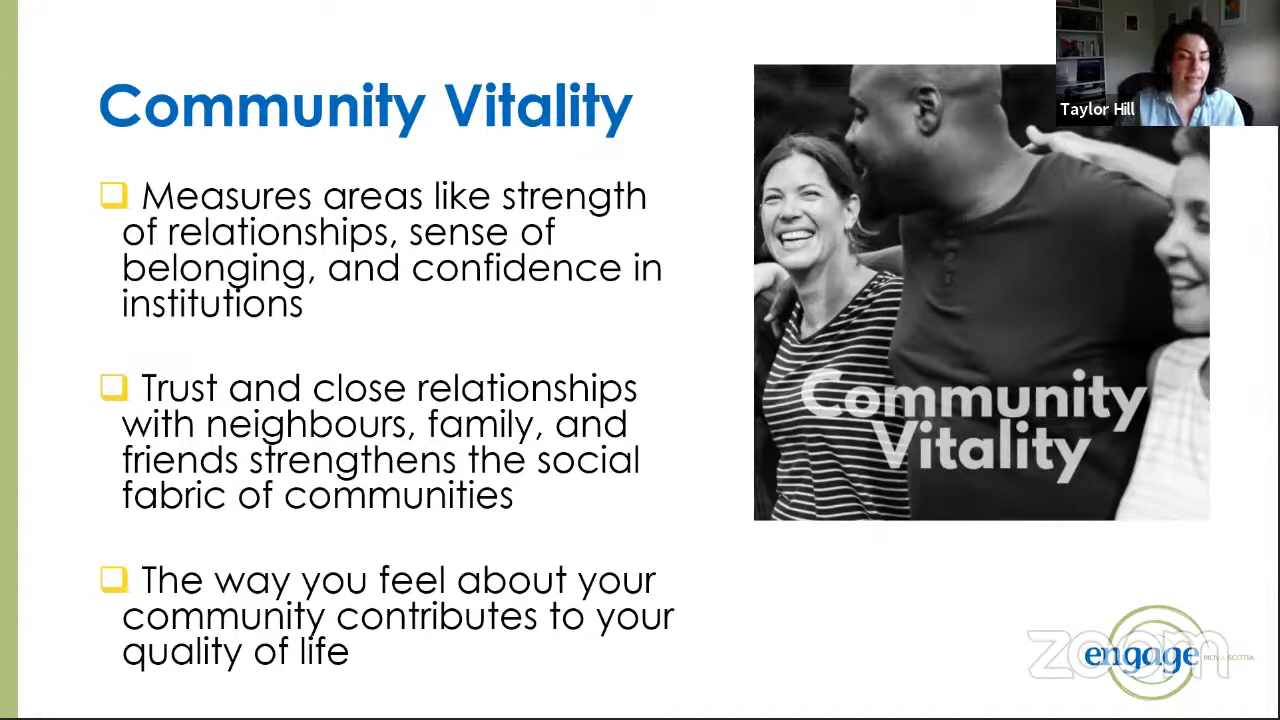 Community Vitality
Taylor Hill
Measures areas like strength
of relationships, sense of
belonging, and confidence in
institutions
Trust and close relationships
with neighbours, family, and
friends strengthens the social
fabric of communities
The way you feel about your
community contributes to your
quality of life
Community
Vitality
zoom
engage NOVA SCOTIA